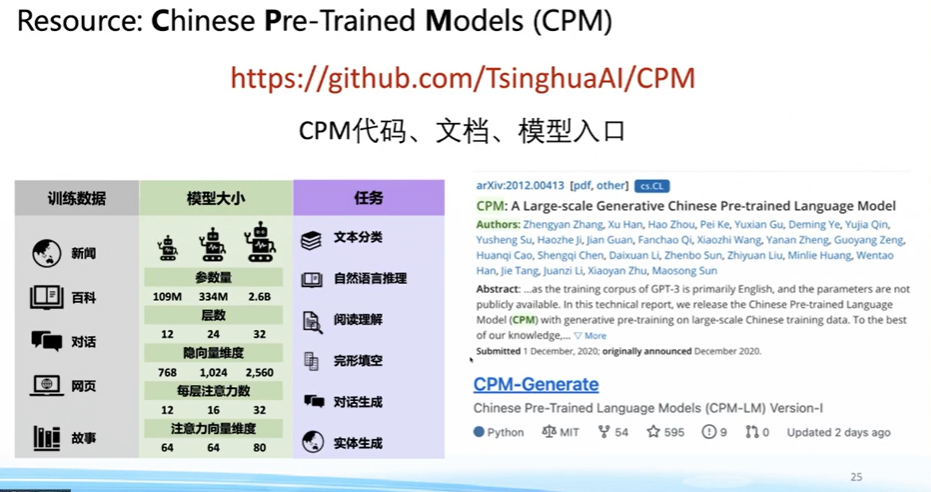 Resource: Chinese Pre-Trained Models (CPM)
https://github.com/TsinghuaAI/CPM
CPM代码、文档、模型入口
训练数据
新闻
百科
对话
网页
故事
模型大小
参数量
109M 334M 2.6B
层数
12 24 32
隐向量维度
768 1,024 2,560
每层注意力数
12 16 32
注意力向量维度
64 64 80
任务
文本分类
自然语言推理
阅读理解
完形填空
对话生成
实体生成
arXiv:2012.00413 [pdf, other] cs.CL
CPM: A Large-scale Generative Chinese Pre-trained Language Model
Authors: Zhengyan Zhang, Xu Han, Hao Zhou, Pei Ke, Yuxian Gu, Deming Ye, Yujia Qin,
Yusheng Su, Haozhe Ji, Jian Guan, Fanchao Qi, Xiaozhi Wang, Yanan Zheng, Guoyang Zeng,
Huanqi Cao, Shengqi Chen, Daixuan Li, Zhenbo Sun, Zhiyuan Liu, Minlie Huang, Wentao
Han, Jie Tang, Juanzi Li, Xiaoyan Zhu, Maosong Sun
Abstract: ...as the training corpus of GPT-3 is primarily English, and the parameters are not
publicly available. In this technical report, we release the Chinese Pre-trained Language
Model (CPM) with generative pre-training on large-scale Chinese training data. To the best
of our knowledge,... ▽ More
Submitted 1 December, 2020; originally announced December 2020.
CPM-Generate
Chinese Pre-Trained Language Models (CPM-LM) Version-I
Python MIT 54 595 9 0 Updated 2 days ago
25